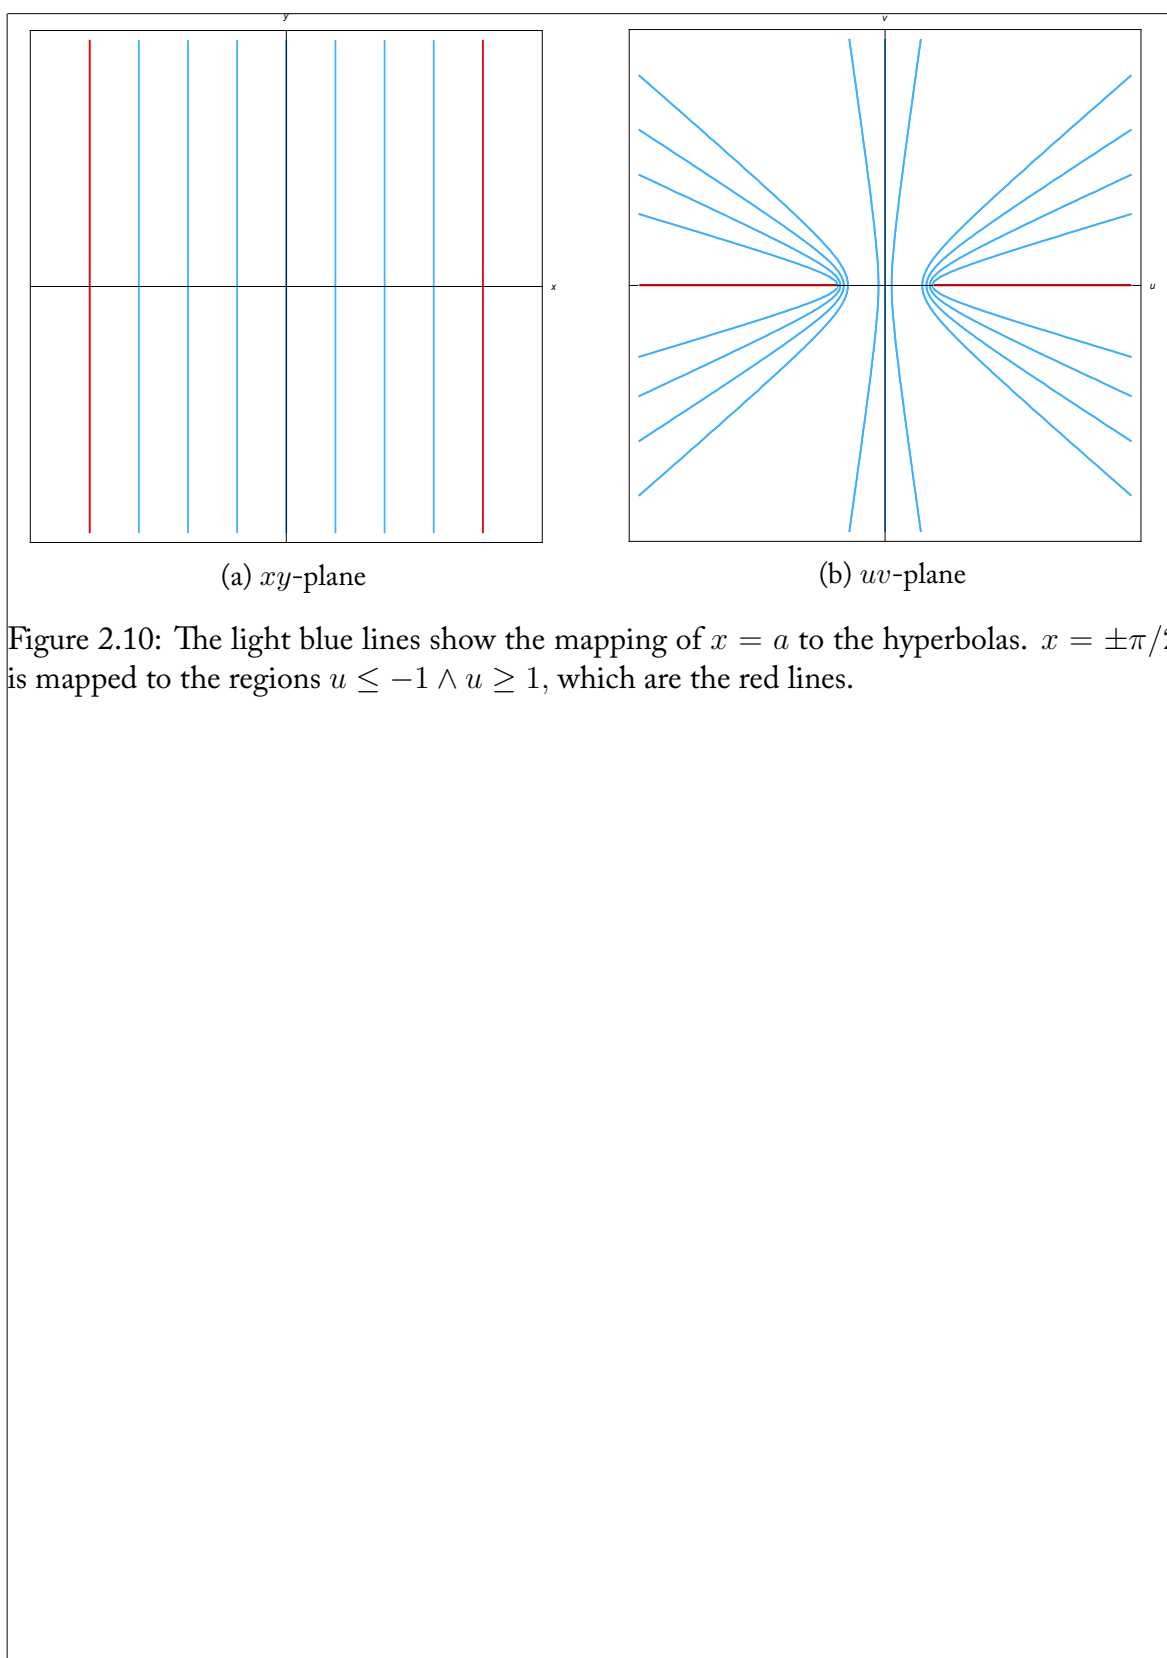 y
x
v
u
(a) xy-plane
(b) uv-plane
Figure 2.10: The light blue lines show the mapping of x = a to the hyperbolas. x = ±π/2
is mapped to the regions u ≤ −1 ∧ u ≥ 1, which are the red lines.